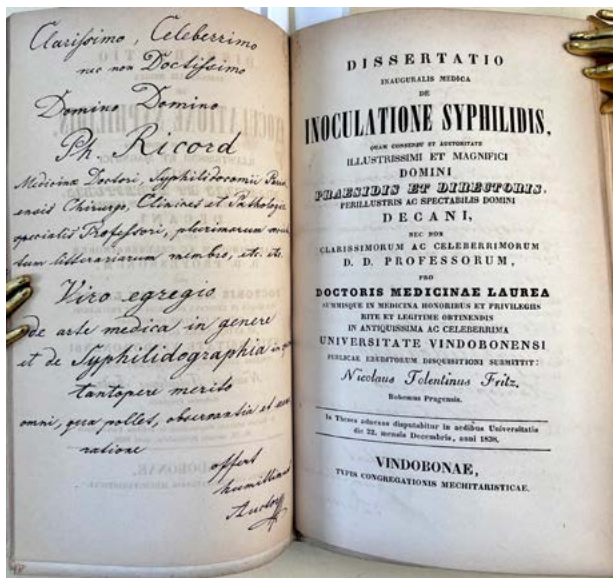 Clarissimo, Celeberrimo
nec non Doctissimo
Domino Domino
Ph. Ricord
Medicinae Doctori, Syphilidocomii Pari
ensis Chirurgo, Clinices et Pathologiae
specialis Professori, plurimarum
tum litterariarum membro, etc. etc.
Viro egregio
de arte medica in genere
et de Syphilidographia in
tantopere merito
omni, qua pollet, observantia et
ratione
offert
humillimus
Auctor
DISSERTATIO
INAUGURALIS MEDICA
DE
INOCULATIONE SYPHILIDIS,
QUAM CONSENSU ET AUCTORITATE
ILLUSTRISSIMI ET MAGNIFICI
DOMINI
PRAESIDIS ET DIRECTORIS,
PERILLUSTRIS AC SPECTABILIS DOMINI
DECANI,
NEC NON
CLARISSIMORUM AC CELEBERRIMORUM
D. D. PROFESSORUM,
PRO
DOCTORIS MEDICINAE LAUREA
SUMMISQUE IN MEDICINA HONORIBUS ET PRIVILEGIIS
RITE ET LEGITIME OBTINENDIS
IN ANTIQUISSIMA AC CELEBERRIMA
UNIVERSITATE VINDOBONENSI
PUBLICAE ERUDITORUM DISQUISITIONI SUBMITTIT:
Nicolaus Tolentinus Fritz,
Bohemus Pragensis.
In Theses adnexas disputabitur in aedibus Universitatis
die 22. mensis Decembris, anni 1838.
VINDOBONAE,
TYPIS CONGREGATIONIS MECHITARISTICAE.